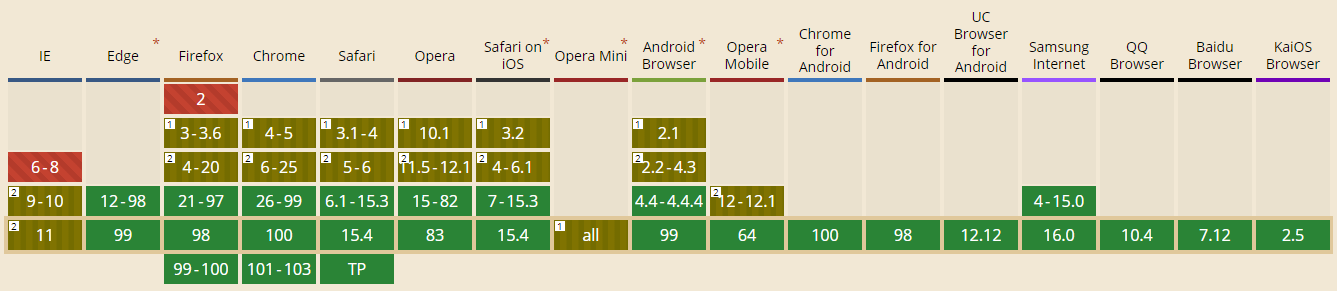 IE Edge * Firefox Chrome Safari Opera Safari on iOS * Opera Mini * Android Browser * Opera Mobile * Chrome for Android Firefox for Android UC Browser for Android Samsung Internet QQ Browser Baidu Browser KaiOS Browser
2
1 3-3.6 1 4-5 1 3.1-4 1 10.1 1 3.2 1 2.1
6-8 2 4-20 2 6-25 2 5-6 2 11.5-12.1 2 4-6.1 2 2.2-4.3
2 9-10 12-98 21-97 26-99 6.1-15.3 15-82 7-15.3 4.4-4.4.4 2 12-12.1 4-15.0
2 11 99 98 100 15.4 83 15.4 1 all 99 64 100 98 12.12 16.0 10.4 7.12 2.5
99-100 101-103 TP